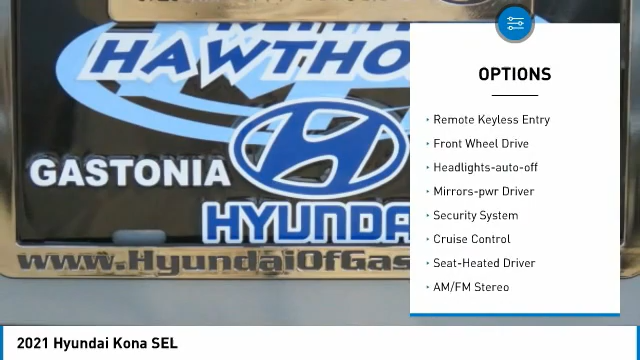 HAWTHO
GASTONIA
HYUNDA
www.HyundaiOfGas
OPTIONS
• Remote Keyless Entry
• Front Wheel Drive
• Headlights-auto-off
• Mirrors-pwr Driver
• Security System
• Cruise Control
• Seat-Heated Driver
• AM/FM Stereo
2021 Hyundai Kona SEL